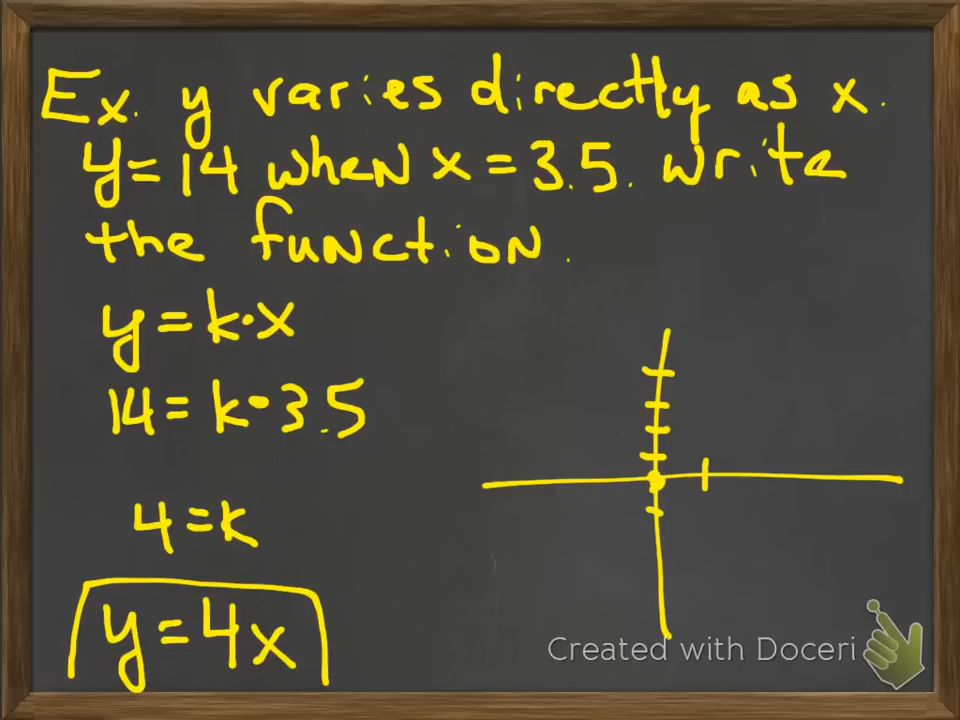 Ex. y varies directly as x.
y = 14 when x = 3.5. write
the function.
y = k·x
14 = k·3.5
4 = k
y = 4x
Created with Doceri